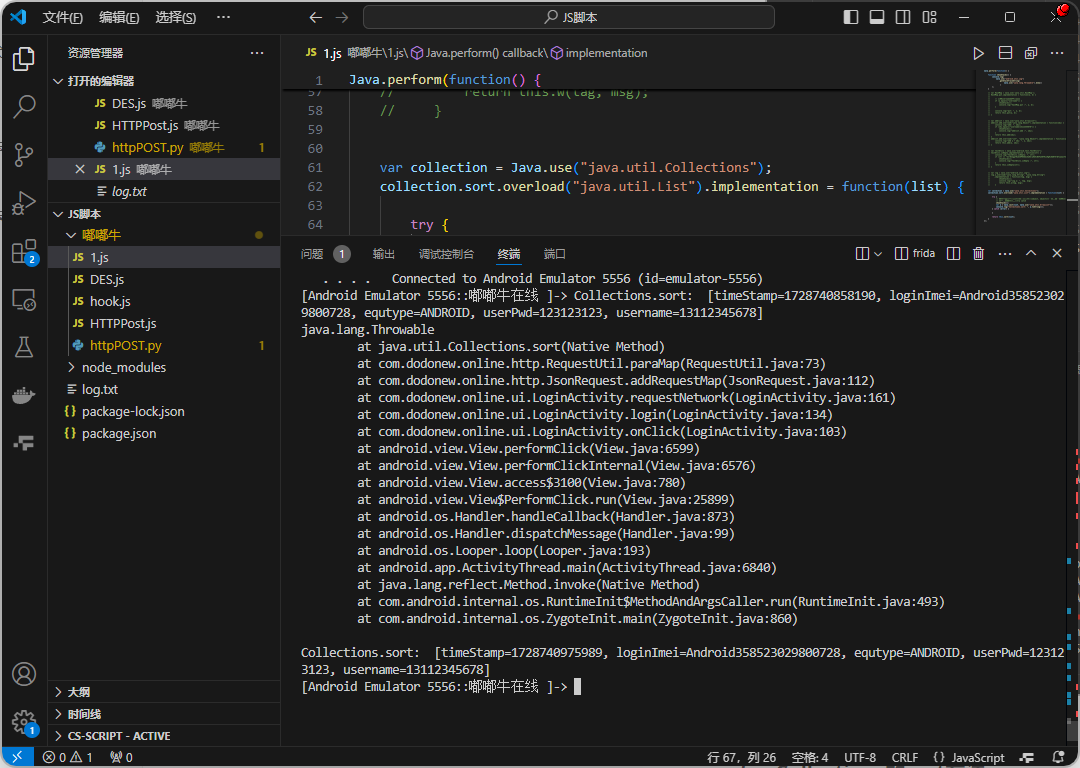 文件(F) 编辑(E) 选择(S) ··· JS脚本
资源管理器 ···
打开的编辑器
JS DES.js 嘟嘟牛
JS HTTPPost.js 嘟嘟牛
httpPOST.py 嘟嘟牛 1
JS 1.js 嘟嘟牛
log.txt
JS脚本
嘟嘟牛
JS 1.js
JS DES.js
JS hook.js
JS HTTPPost.js
httpPOST.py 1
node_modules
log.txt
{} package-lock.json
{} package.json
2
1
大纲
时间线
CS-SCRIPT - ACTIVE
JS 1.js 嘟嘟牛\1.js\Java.perform() callback\implementation
1 Java.perform(function() {
57 // return this.w(tag, msg);
58 // }
59
60
61 var collection = Java.use("java.util.Collections");
62 collection.sort.overload("java.util.List").implementation = function(list) {
63
64 try {
问题 1 输出 调试控制台 终端 端口 frida
. . . . Connected to Android Emulator 5556 (id=emulator-5556)
[Android Emulator 5556::嘟嘟牛在线 ]-> Collections.sort: [timeStamp=1728740858190, loginImei=Android35852302
9800728, equtype=ANDROID, userPwd=123123123, username=13112345678]
java.lang.Throwable
at java.util.Collections.sort(Native Method)
at com.dodonew.online.http.RequestUtil.paraMap(RequestUtil.java:73)
at com.dodonew.online.http.JsonRequest.addRequestMap(JsonRequest.java:112)
at com.dodonew.online.ui.LoginActivity.requestNetwork(LoginActivity.java:161)
at com.dodonew.online.ui.LoginActivity.login(LoginActivity.java:134)
at com.dodonew.online.ui.LoginActivity.onClick(LoginActivity.java:103)
at android.view.View.performClick(View.java:6599)
at android.view.View.performClickInternal(View.java:6576)
at android.view.View.access$3100(View.java:780)
at android.view.View$PerformClick.run(View.java:25899)
at android.os.Handler.handleCallback(Handler.java:873)
at android.os.Handler.dispatchMessage(Handler.java:99)
at android.os.Looper.loop(Looper.java:193)
at android.app.ActivityThread.main(ActivityThread.java:6840)
at java.lang.reflect.Method.invoke(Native Method)
at com.android.internal.os.RuntimeInit$MethodAndArgsCaller.run(RuntimeInit.java:493)
at com.android.internal.os.ZygoteInit.main(ZygoteInit.java:860)
Collections.sort: [timeStamp=1728740975989, loginImei=Android358523029800728, equtype=ANDROID, userPwd=12312
3123, username=13112345678]
[Android Emulator 5556::嘟嘟牛在线 ]->
0 1 0 行 67，列 26 空格: 4 UTF-8 CRLF {} JavaScript